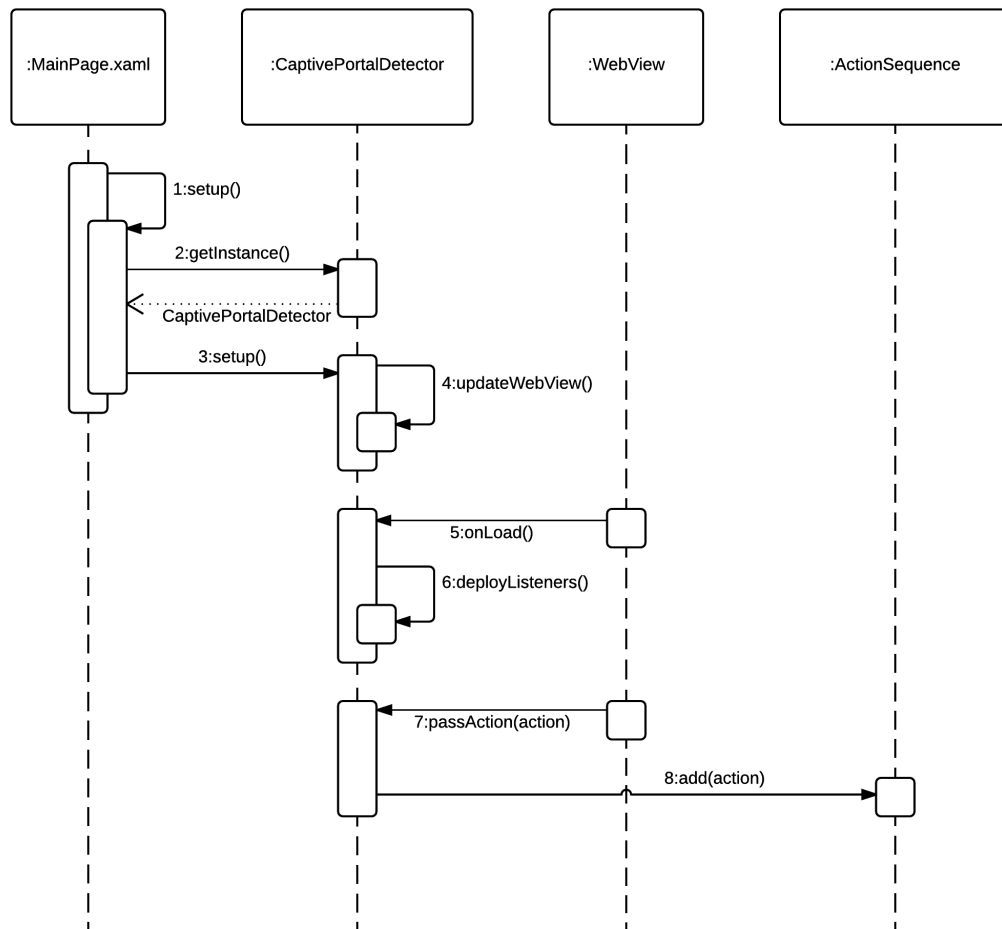 :MainPage.xaml
:CaptivePortalDetector
:WebView
:ActionSequence
1:setup()
2:getInstance()
CaptivePortalDetector
3:setup()
4:updateWebView()
5:onLoad()
6:deployListeners()
7:passAction(action)
8:add(action)